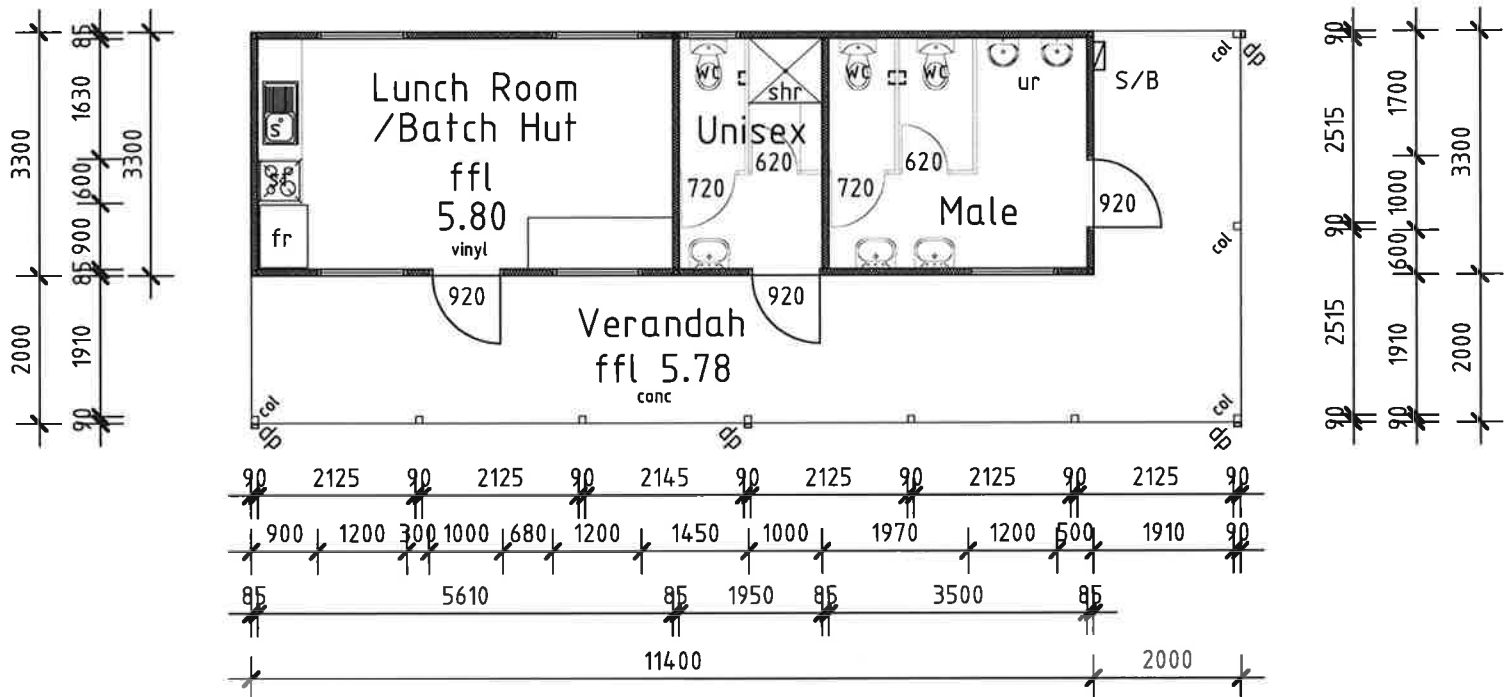 Lunch Room
/Batch Hut
ffl
5.80
vinyl
s
fr
WC
shr
Unisex
620
720
WC
WC
ur
620
720
Male
S/B
920
920
920
Verandah
ffl 5.78
conc
col
dp
col
col
dp
col
dp
dp
3300
2000
85
1630
600
900
85
1910
90
3300
90
2515
90
2515
90
1700
1000
600
1910
90
3300
2000
90 2125 90 2125 90 2145 90 2125 90 2125 90 2125 90
900 1200 300 1000 680 1200 1450 1000 1970 1200 500 1910 90
85 5610 85 1950 85 3500 85
11400 2000